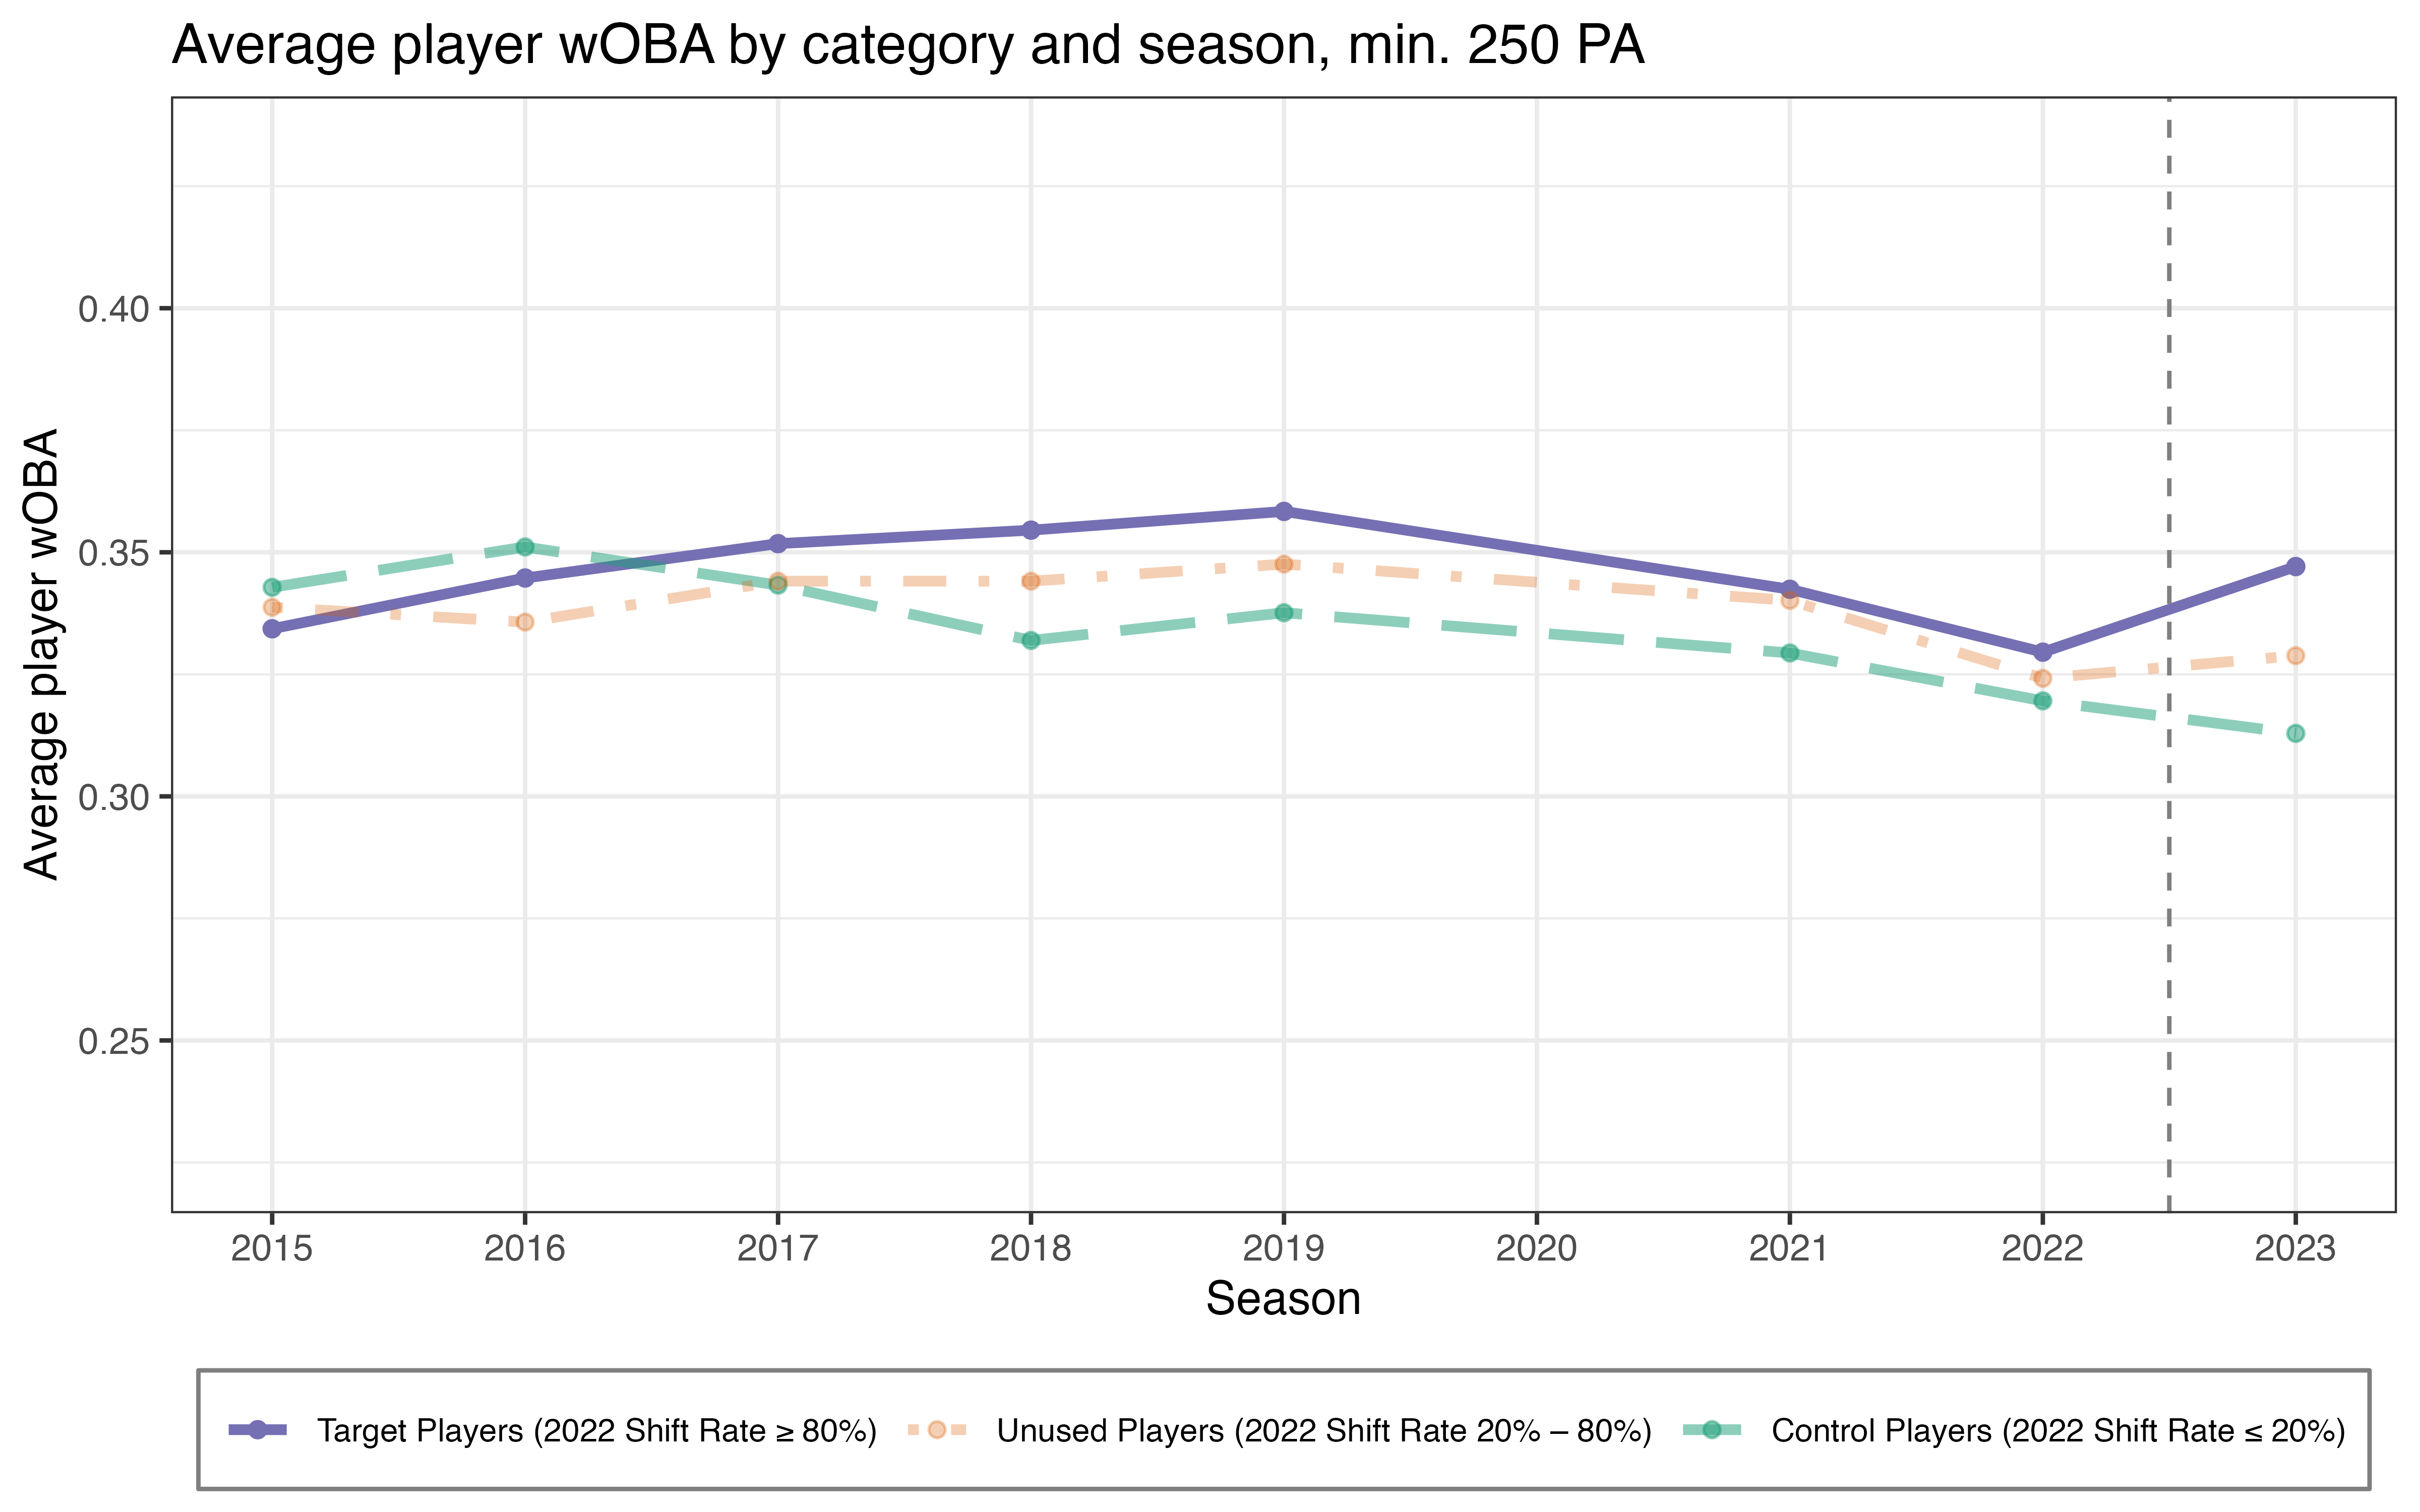 Average player wOBA by category and season, min. 250 PA
Average player wOBA
0.40
0.35
0.30
0.25
2015 2016 2017 2018 2019 2020 2021 2022 2023
Season
Target Players (2022 Shift Rate ≥ 80%) Unused Players (2022 Shift Rate 20% – 80%) Control Players (2022 Shift Rate ≤ 20%)